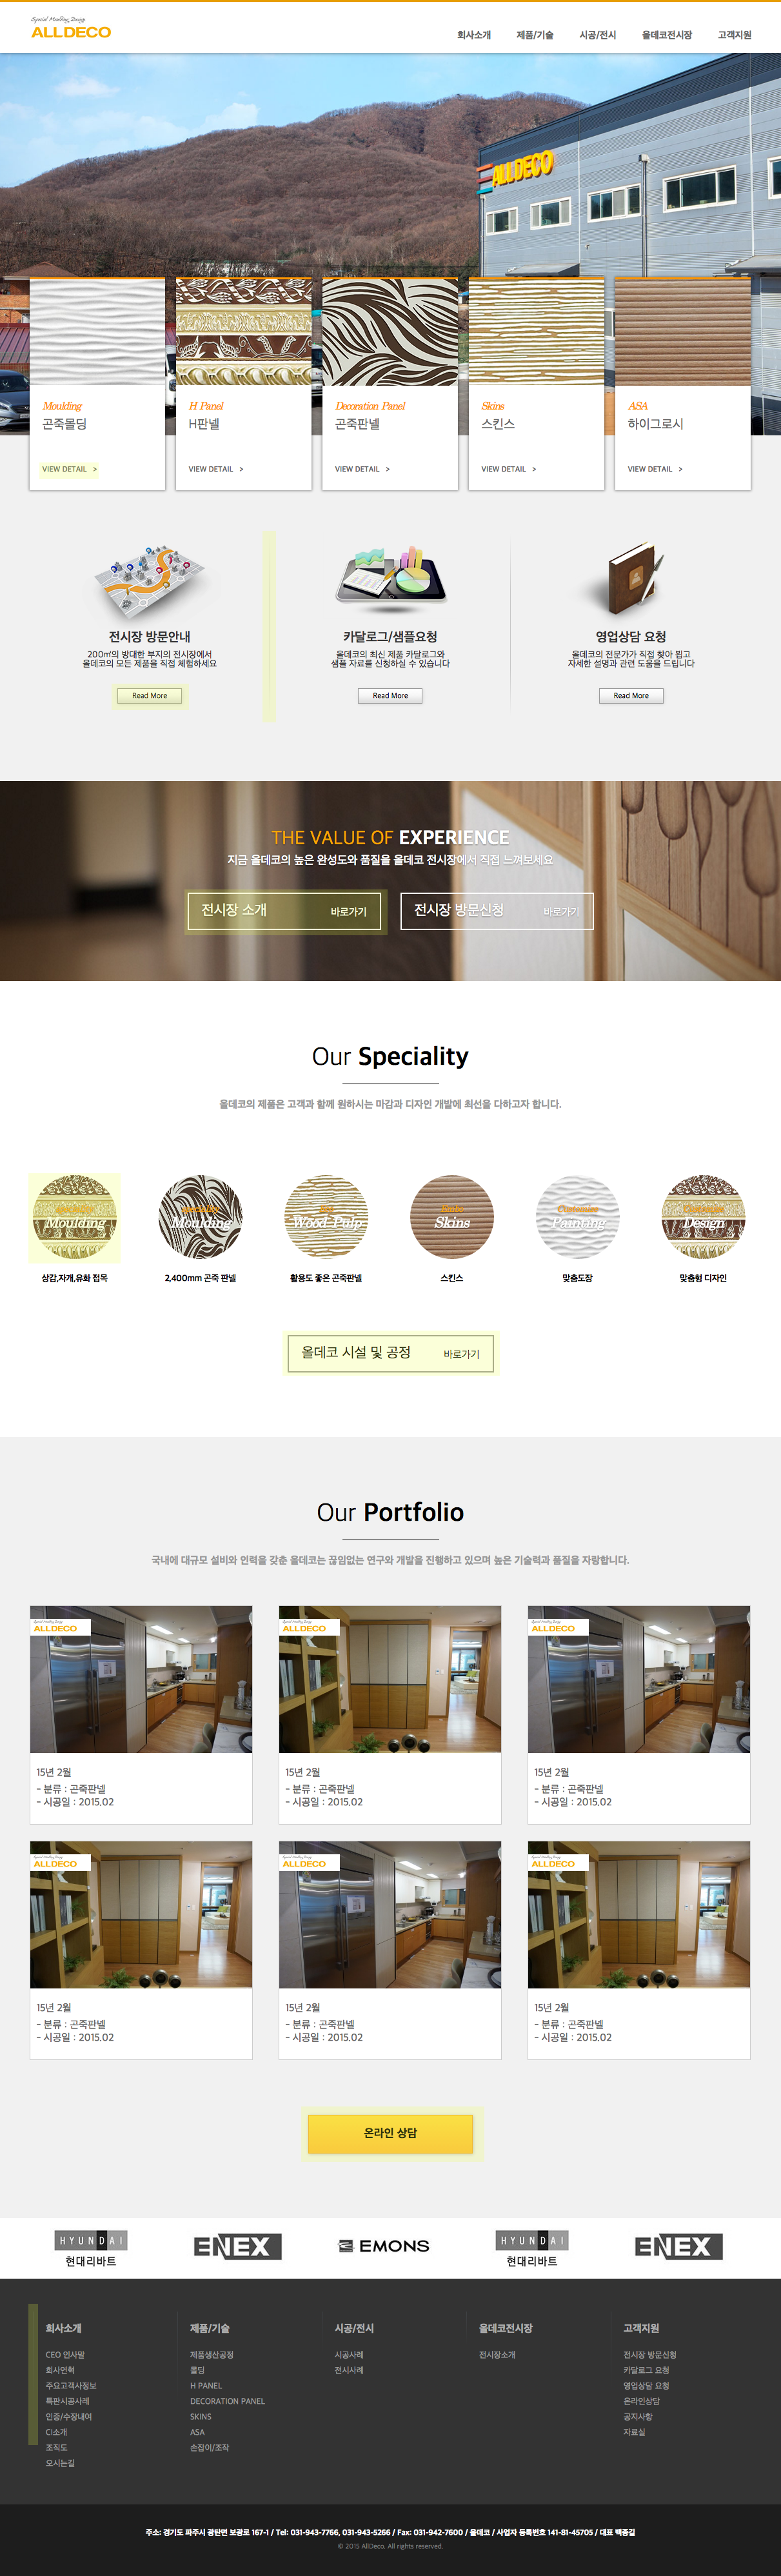 Special Moulding Design
ALLDECO
회사소개 제품/기술 시공/전시 올데코전시장 고객지원
ALLDECO
Moulding
곤죽몰딩
VIEW DETAIL >
H Panel
H판넬
VIEW DETAIL >
Decoration Panel
곤죽판넬
VIEW DETAIL >
Skins
스킨스
VIEW DETAIL >
ASA
하이그로시
VIEW DETAIL >
전시장 방문안내
200㎡의 방대한 부지의 전시장에서
올데코의 모든 제품을 직접 체험하세요
Read More
카달로그/샘플요청
올데코의 최신 제품 카달로그와
샘플 자료를 신청하실 수 있습니다
Read More
영업상담 요청
올데코의 전문가가 직접 찾아 뵙고
자세한 설명과 관련 도움을 드립니다
Read More
THE VALUE OF EXPERIENCE
지금 올데코의 높은 완성도와 품질을 올데코 전시장에서 직접 느껴보세요
전시장 소개 바로가기
전시장 방문신청 바로가기
Our Speciality
올데코의 제품은 고객과 함께 원하시는 마감과 디자인 개발에 최선을 다하고자 합니다.
Moulding
상감,자개,유화 접목
Moulding
2,400mm 곤죽 판넬
Wood Pulp
활용도 좋은 곤죽판넬
Skins
스킨스
Painting
맞춤도장
Design
맞춤형 디자인
올데코 시설 및 공정 바로가기
Our Portfolio
국내에 대규모 설비와 인력을 갖춘 올데코는 끊임없는 연구와 개발을 진행하고 있으며 높은 기술력과 품질을 자랑합니다.
ALLDECO
15년 2월
- 분류 : 곤죽판넬
- 시공일 : 2015.02
ALLDECO
15년 2월
- 분류 : 곤죽판넬
- 시공일 : 2015.02
ALLDECO
15년 2월
- 분류 : 곤죽판넬
- 시공일 : 2015.02
ALLDECO
15년 2월
- 분류 : 곤죽판넬
- 시공일 : 2015.02
ALLDECO
15년 2월
- 분류 : 곤죽판넬
- 시공일 : 2015.02
ALLDECO
15년 2월
- 분류 : 곤죽판넬
- 시공일 : 2015.02
온라인 상담
HYUNDAI
현대리바트
ENEX
EMONS
HYUNDAI
현대리바트
ENEX
회사소개
CEO 인사말
회사연혁
주요고객사정보
특판시공사례
인증/수장내여
CI소개
조직도
오시는길
제품/기술
제품생산공정
몰딩
H PANEL
DECORATION PANEL
SKINS
ASA
손잡이/조작
시공/전시
시공사례
전시사례
올데코전시장
전시장소개
고객지원
전시장 방문신청
카달로그 요청
영업상담 요청
온라인상담
공지사항
자료실
주소: 경기도 파주시 광탄면 보광로 167-1 / Tel: 031-943-7766, 031-943-5266 / Fax: 031-942-7600 / 올데코 / 사업자 등록번호 141-81-45705 / 대표 백종길
© 2015 AllDeco. All rights reserved.